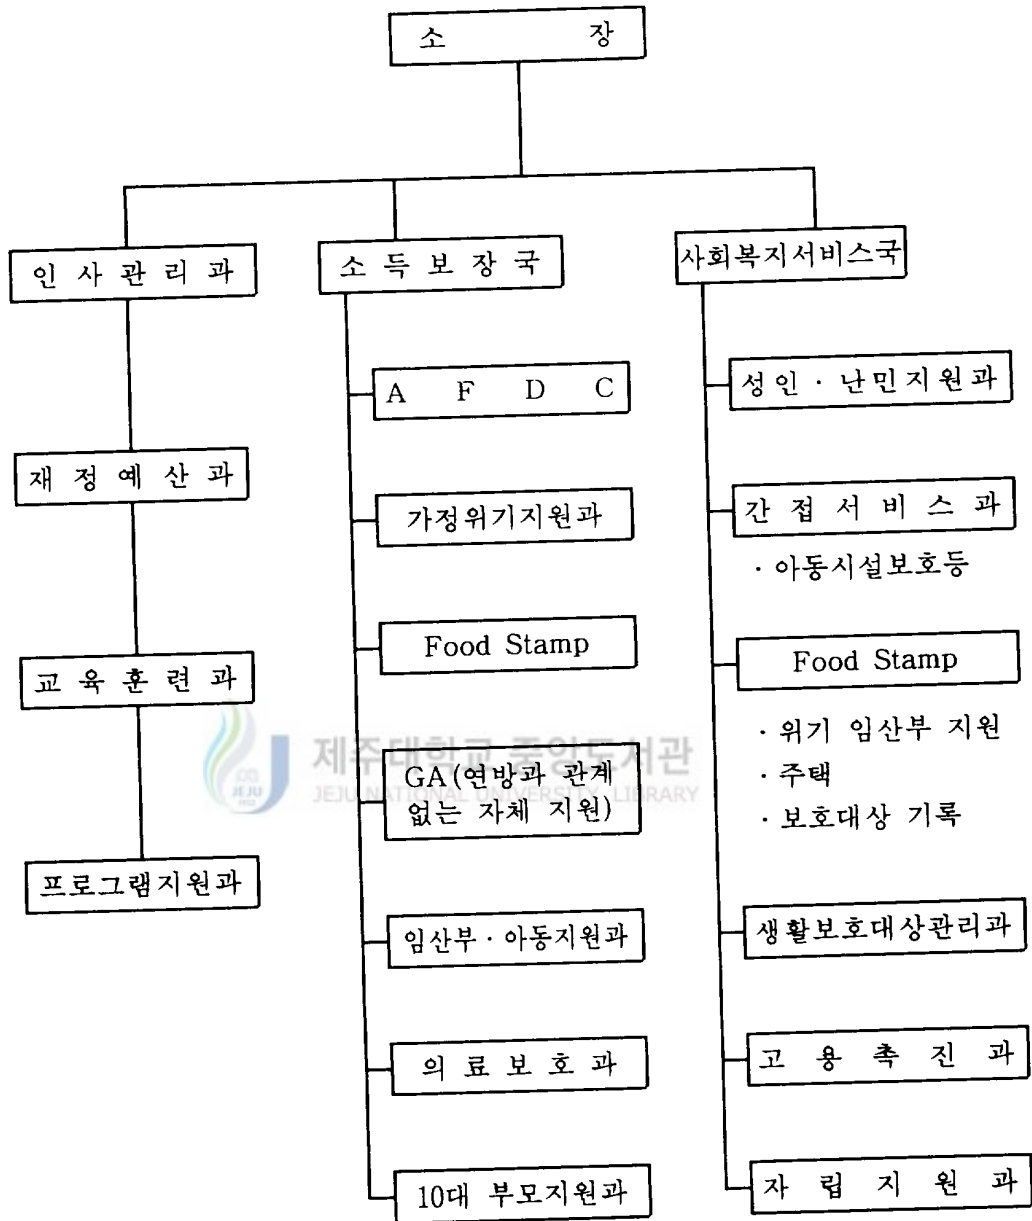 소 장
인 사 관 리 과
재 정 예 산 과
교 육 훈 련 과
프로그램지원과
소 득 보 장 국
A F D C
가정위기지원과
Food Stamp
GA(연방과 관계
없는 자체 지원)
임산부·아동지원과
의 료 보 호 과
10대 부모지원과
사회복지서비스국
성인·난민지원과
간 접 서 비 스 과
·아동시설보호등
Food Stamp
·위기 임산부 지원
·주택
·보호대상 기록
생활보호대상관리과
고 용 촉 진 과
자 립 지 원 과
제주대학교 중앙도서관
JEJU NATIONAL UNIVERSITY LIBRARY
JEJU
1952